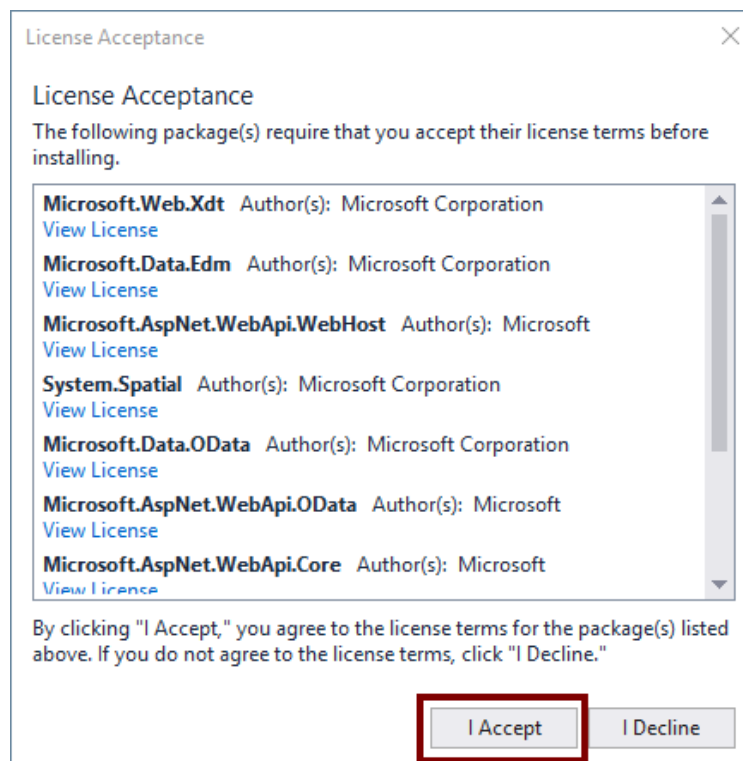 License Acceptance
License Acceptance
The following package(s) require that you accept their license terms before
installing.
Microsoft.Web.Xdt Author(s): Microsoft Corporation
View License
Microsoft.Data.Edm Author(s): Microsoft Corporation
View License
Microsoft.AspNet.WebApi.WebHost Author(s): Microsoft
View License
System.Spatial Author(s): Microsoft Corporation
View License
Microsoft.Data.OData Author(s): Microsoft Corporation
View License
Microsoft.AspNet.WebApi.OData Author(s): Microsoft
View License
Microsoft.AspNet.WebApi.Core Author(s): Microsoft
View License
By clicking "I Accept," you agree to the license terms for the package(s) listed
above. If you do not agree to the license terms, click "I Decline."
I Accept I Decline